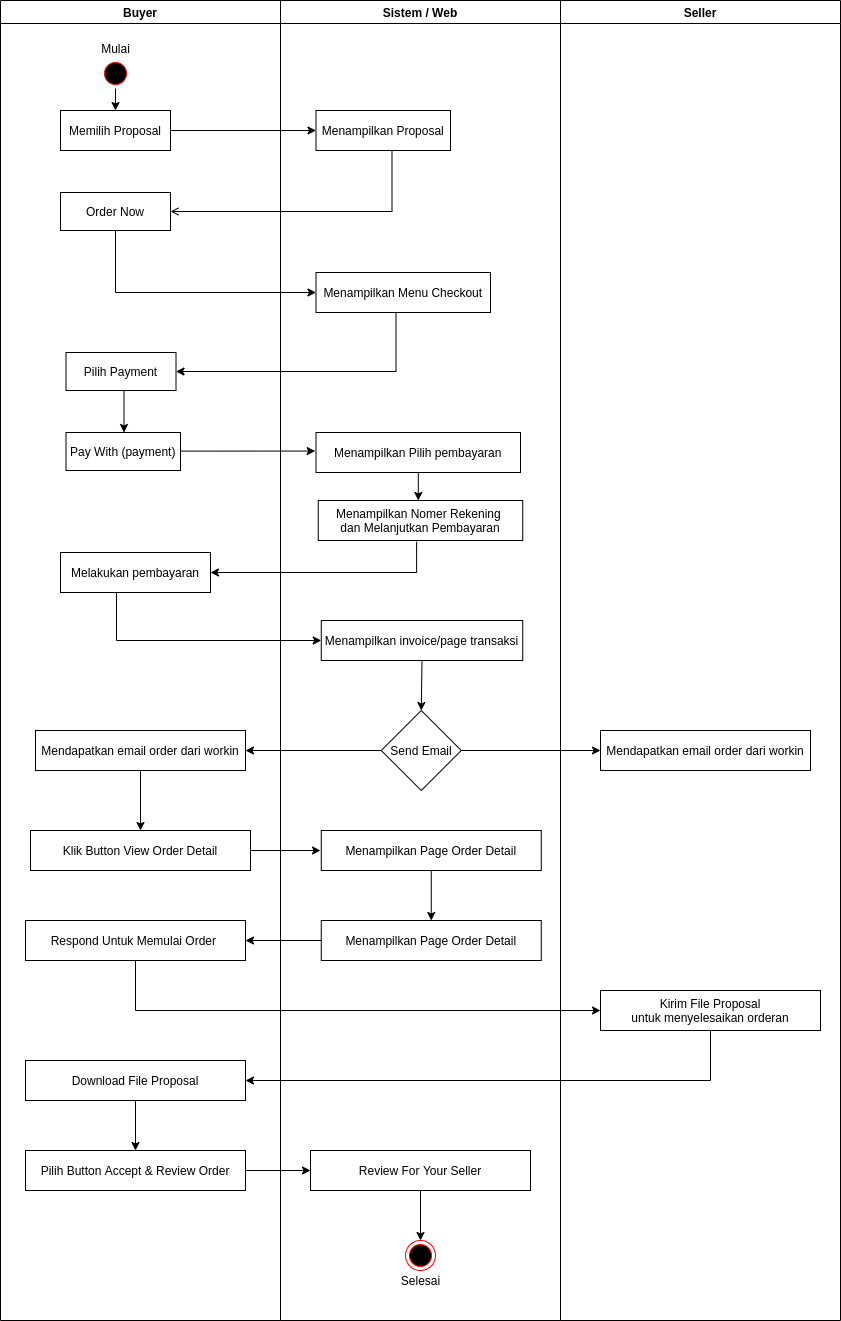 Buyer
Sistem / Web
Seller
Mulai
Memilih Proposal
Menampilkan Proposal
Order Now
Menampilkan Menu Checkout
Pilih Payment
Pay With (payment)
Menampilkan Pilih pembayaran
Menampilkan Nomer Rekening
dan Melanjutkan Pembayaran
Melakukan pembayaran
Menampilkan invoice/page transaksi
Mendapatkan email order dari workin
Send Email
Mendapatkan email order dari workin
Klik Button View Order Detail
Menampilkan Page Order Detail
Respond Untuk Memulai Order
Menampilkan Page Order Detail
Kirim File Proposal
untuk menyelesaikan orderan
Download File Proposal
Pilih Button Accept & Review Order
Review For Your Seller
Selesai